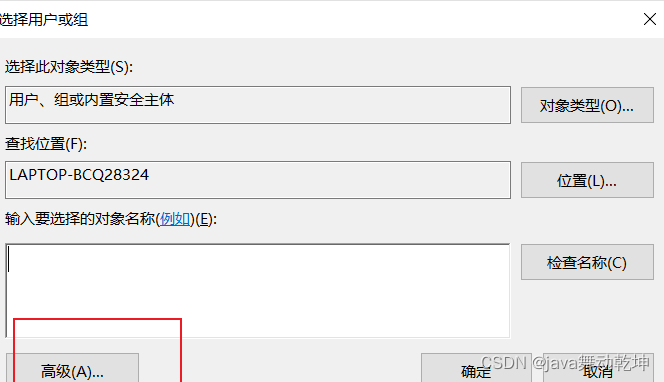 选择用户或组
选择此对象类型(S):
用户、组或内置安全主体
对象类型(O)...
查找位置(F):
LAPTOP-BCQ28324
位置(L)...
输入要选择的对象名称(例如)(E):
检查名称(C)
高级(A)...
确定
取消
CSDN @java舞动乾坤